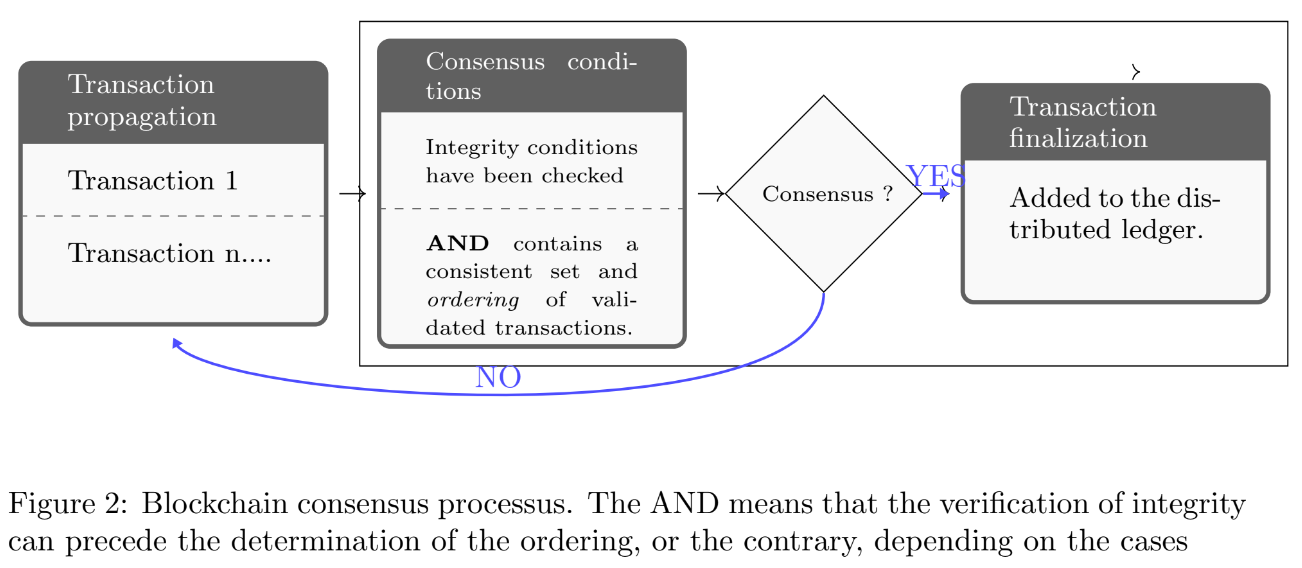 Transaction
propagation
Transaction 1
Transaction n....
Consensus condi-
tions
Integrity conditions
have been checked
AND contains a
consistent set and
ordering of vali-
dated transactions.
Consensus ?
YES
NO
Transaction
finalization
Added to the dis-
tributed ledger.
Figure 2: Blockchain consensus processus. The AND means that the verification of integrity
can precede the determination of the ordering, or the contrary, depending on the cases